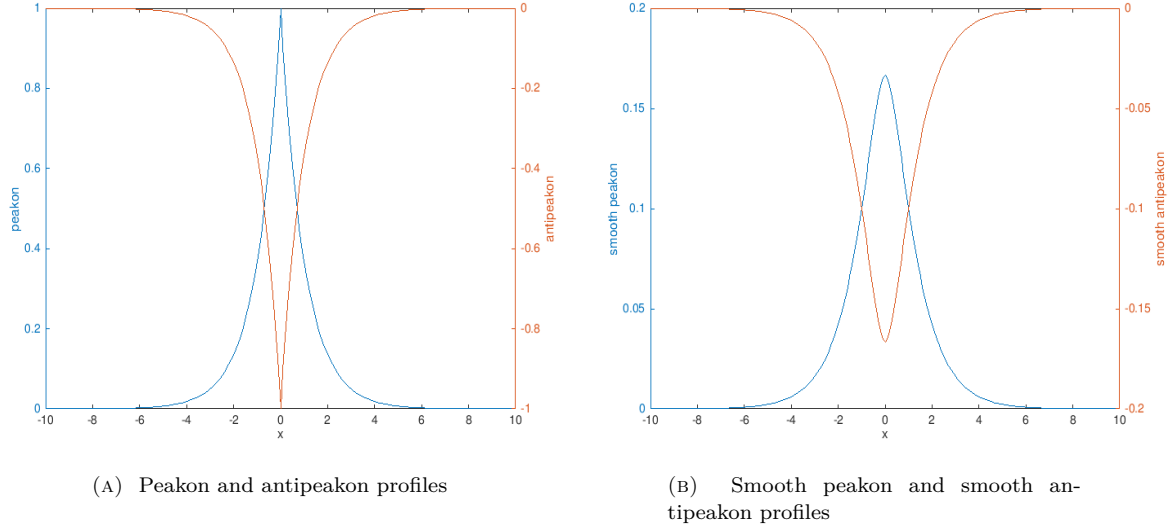 1
0.8
0.6
0.4
0.2
0
peakon
0
-0.2
-0.4
-0.6
-0.8
-1
antipeakon
-10 -8 -6 -4 -2 0 2 4 6 8 10
x
(A) Peakon and antipeakon profiles
0.2
0.15
0.1
0.05
0
smooth peakon
0
-0.05
-0.1
-0.15
-0.2
smooth antipeakon
-10 -8 -6 -4 -2 0 2 4 6 8 10
x
(B) Smooth peakon and smooth an-
tipeakon profiles